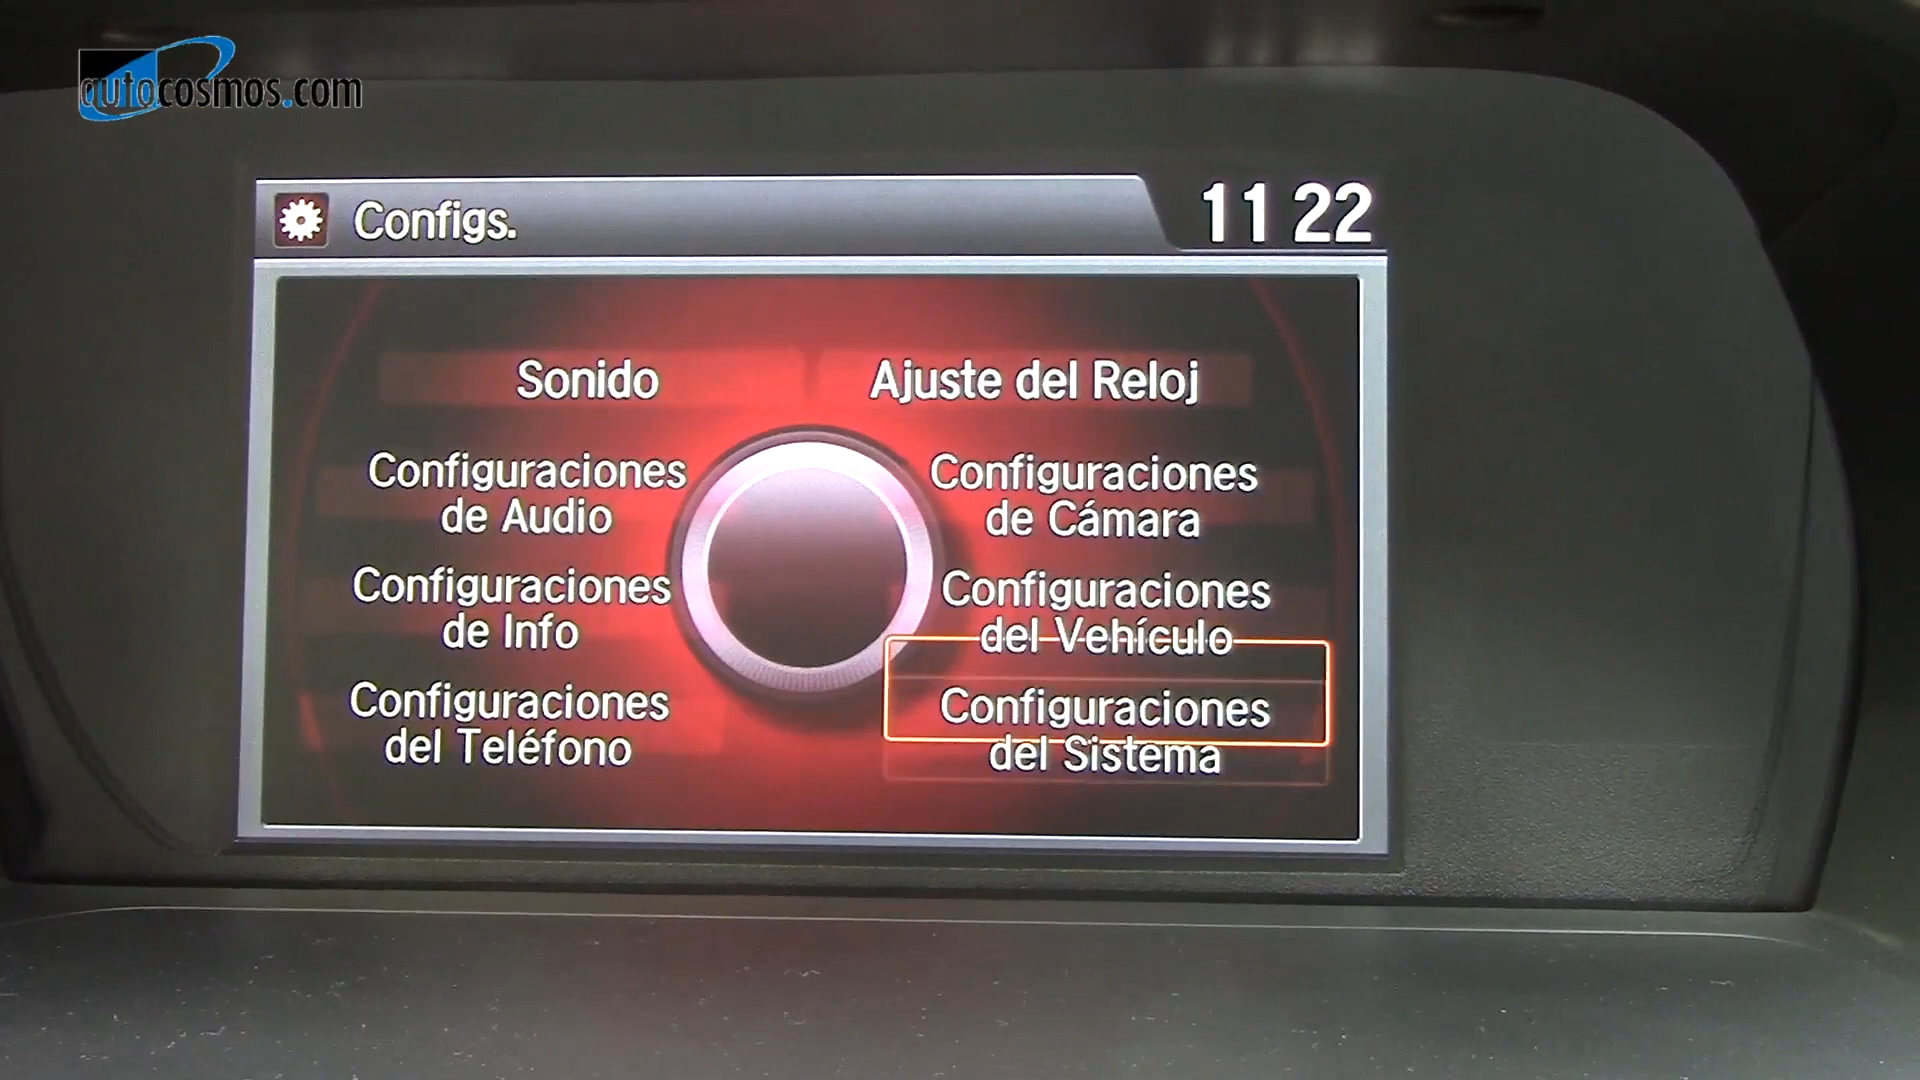 autocosmos.com
Configs.
11 22
Sonido
Ajuste del Reloj
Configuraciones
de Audio
Configuraciones
de Cámara
Configuraciones
de Info
Configuraciones
del Vehículo
Configuraciones
del Teléfono
Configuraciones
del Sistema